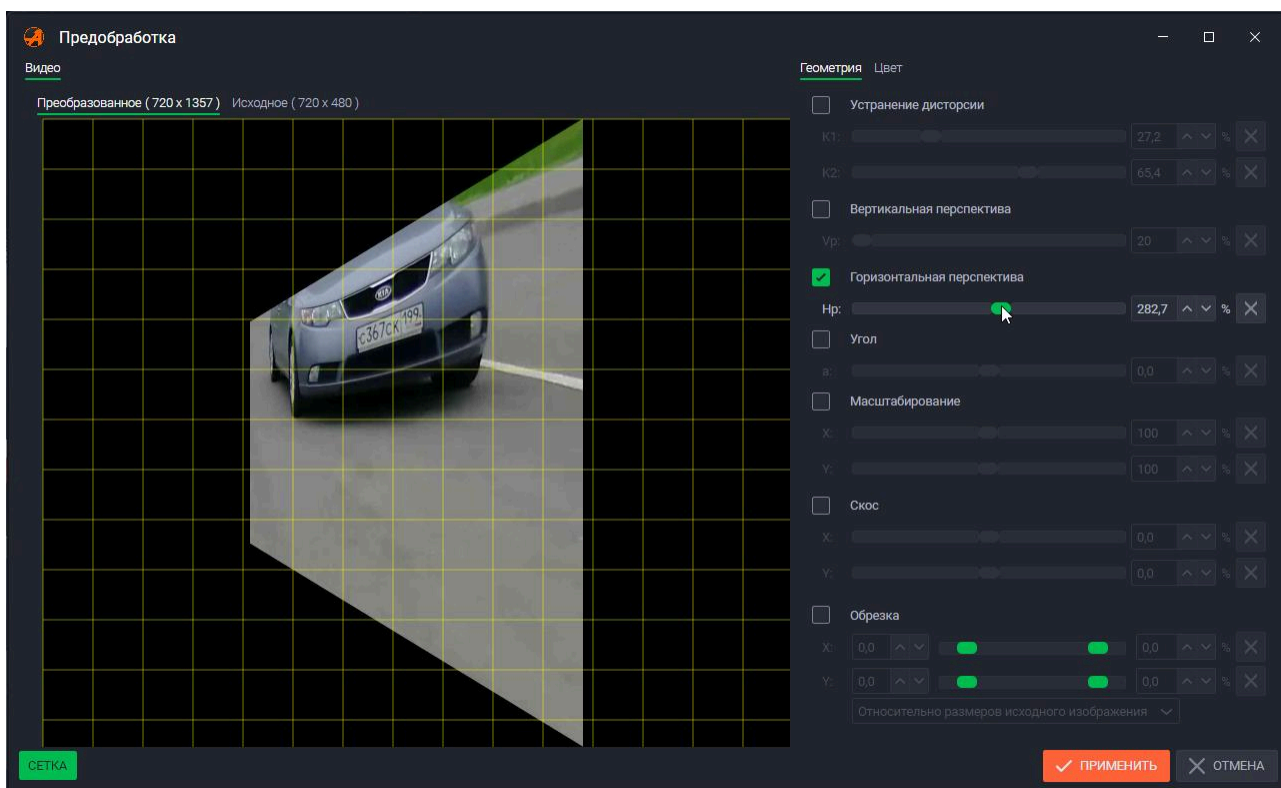 Предобработка
Видео
Геометрия Цвет
Преобразованное ( 720 x 1357 ) Исходное ( 720 x 480 )
Устранение дисторсии
K1: 27,2 %
K2: 65,4 %
Вертикальная перспектива
Vp: 20 %
Горизонтальная перспектива
Hp: 282,7 %
Угол
a: 0,0 %
Масштабирование
X: 100 %
Y: 100 %
Скос
X: 0,0 %
Y: 0,0 %
Обрезка
X: 0,0 0,0 %
Y: 0,0 0,0 %
Относительно размеров исходного изображения
KIA
с367ск 199
СЕТКА
ПРИМЕНИТЬ
ОТМЕНА